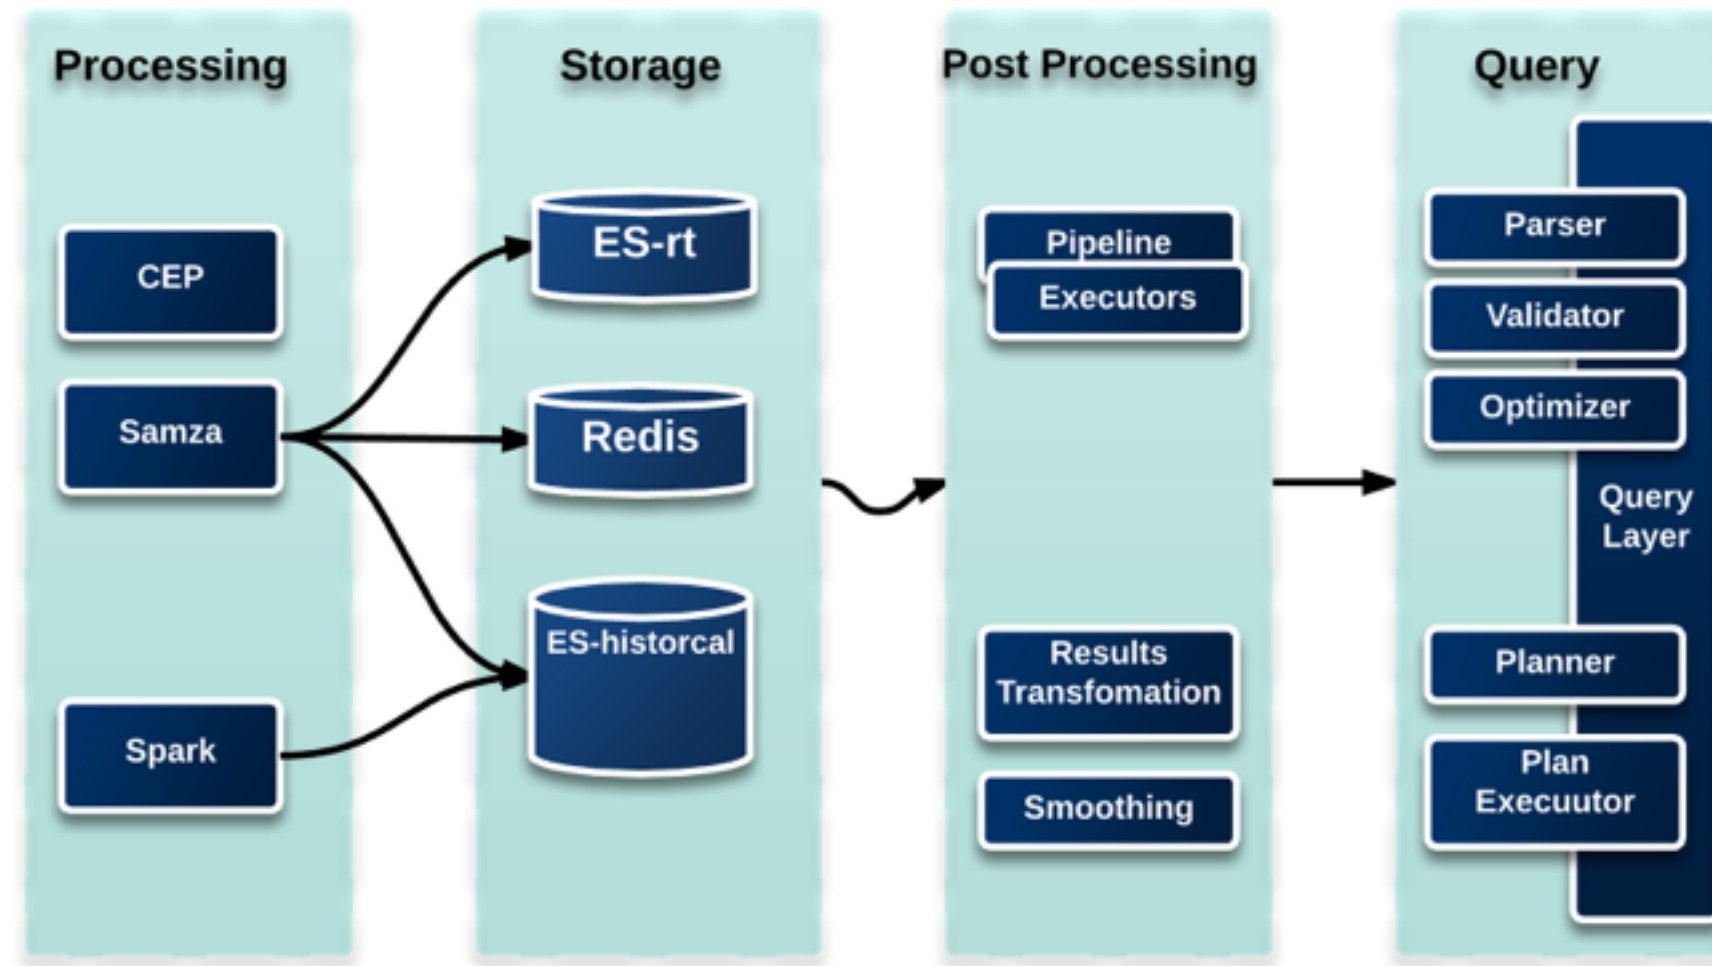 Processing
CEP
Samza
Spark
Storage
ES-rt
Redis
ES-historcal
Post Processing
Pipeline
Executors
Results
Transfomation
Smoothing
Query
Parser
Validator
Optimizer
Query
Layer
Planner
Plan
Execuutor